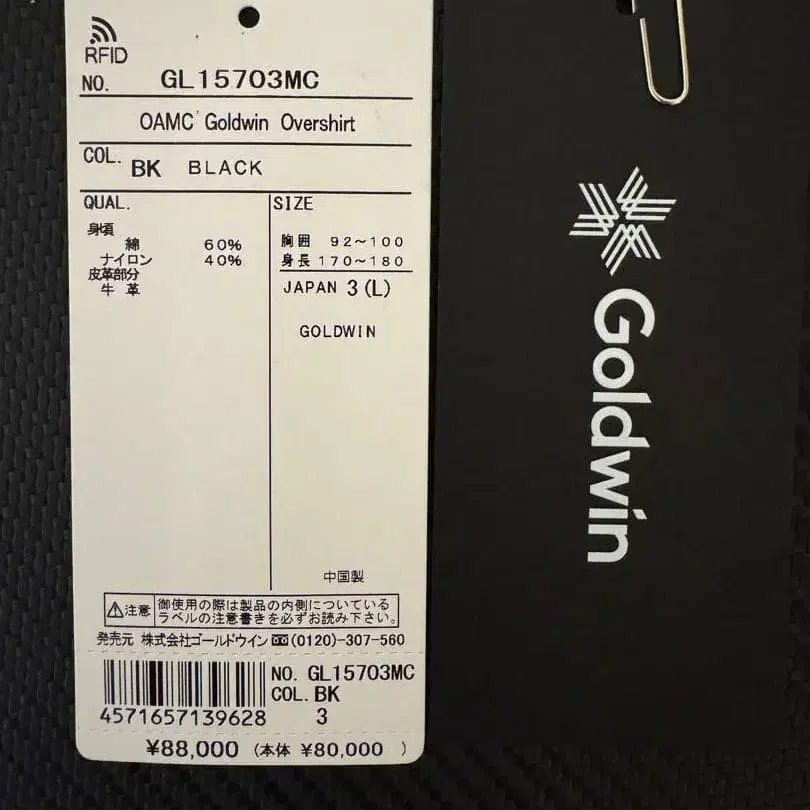 RFID
NO. GL15703MC
OAMC' Goldwin Overshirt
COL. BK BLACK
QUAL.
身頃
綿 60%
ナイロン 40%
皮革部分
牛革
SIZE
胸囲 92~100
身長 170~180
JAPAN 3(L)
GOLDWIN
中国製
注意 御使用の際は製品の内側についている
ラベルの注意書きを必ずお読み下さい。
発売元 株式会社ゴールドウイン (0120)-307-560
NO. GL15703MC
COL. BK
4571657139628 3
¥88,000 (本体 ¥80,000 )
Goldwin